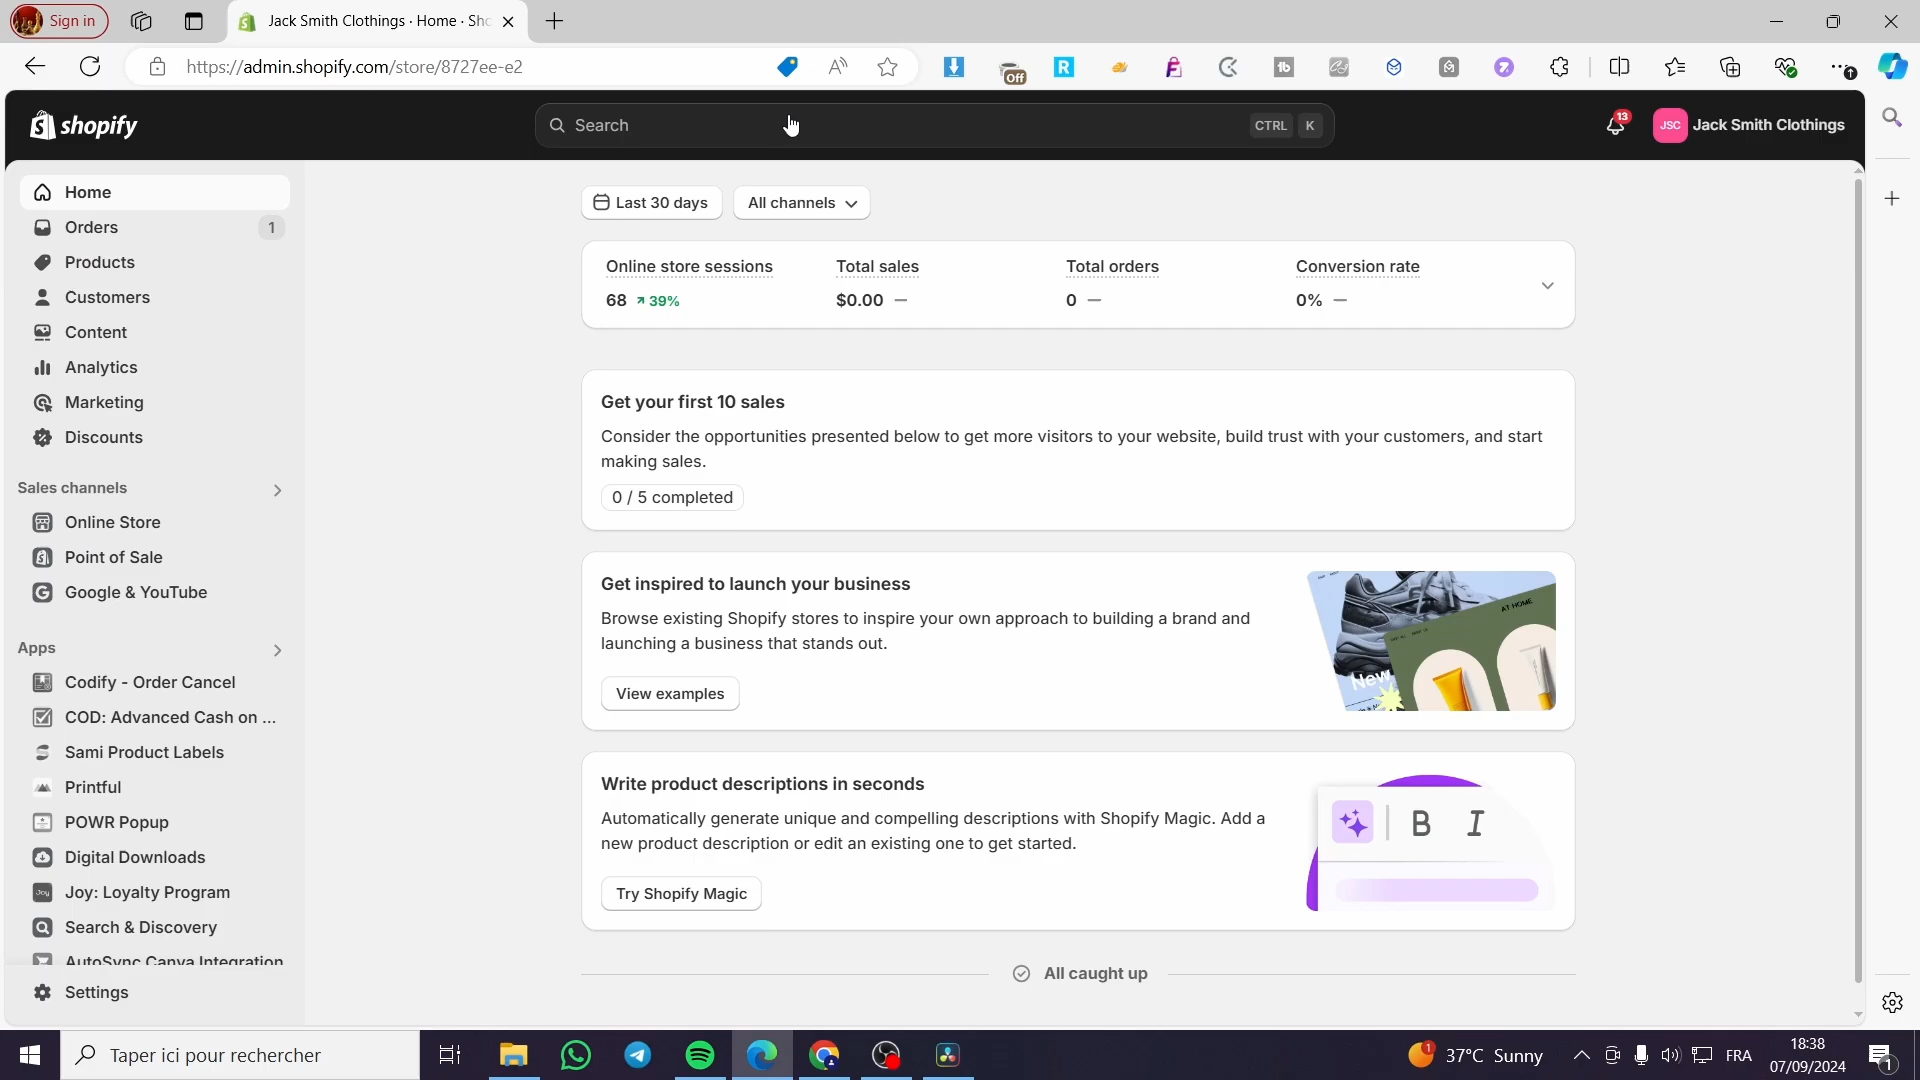 Sign in
Jack Smith Clothings · Home · Sho
https://admin.shopify.com/store/8727ee-e2
Off
shopify
Search
CTRL K
13
JSC
Jack Smith Clothings
Home
Orders 1
Products
Customers
Content
Analytics
Marketing
Discounts
Sales channels
Online Store
Point of Sale
Google & YouTube
Apps
Codify - Order Cancel
COD: Advanced Cash on ...
Sami Product Labels
Printful
POWR Popup
Digital Downloads
Joy: Loyalty Program
Search & Discovery
AutoSync Canva Integration
Settings
Last 30 days
All channels
Online store sessions
68 39%
Total sales
$0.00 —
Total orders
0 —
Conversion rate
0% —
Get your first 10 sales
Consider the opportunities presented below to get more visitors to your website, build trust with your customers, and start
making sales.
0 / 5 completed
Get inspired to launch your business
Browse existing Shopify stores to inspire your own approach to building a brand and
launching a business that stands out.
View examples
AT HOME
New
Write product descriptions in seconds
Automatically generate unique and compelling descriptions with Shopify Magic. Add a
new product description or edit an existing one to get started.
Try Shopify Magic
B I
All caught up
Taper ici pour rechercher
1
37°C Sunny
FRA
18:38
07/09/2024
1